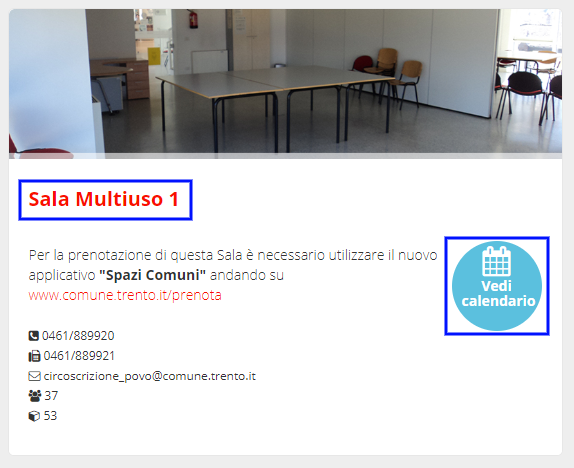 Sala Multiuso 1
Per la prenotazione di questa Sala è necessario utilizzare il nuovo
applicativo "Spazi Comuni" andando su
www.comune.trento.it/prenota
Vedi
calendario
0461/889920
0461/889921
circoscrizione_povo@comune.trento.it
37
53